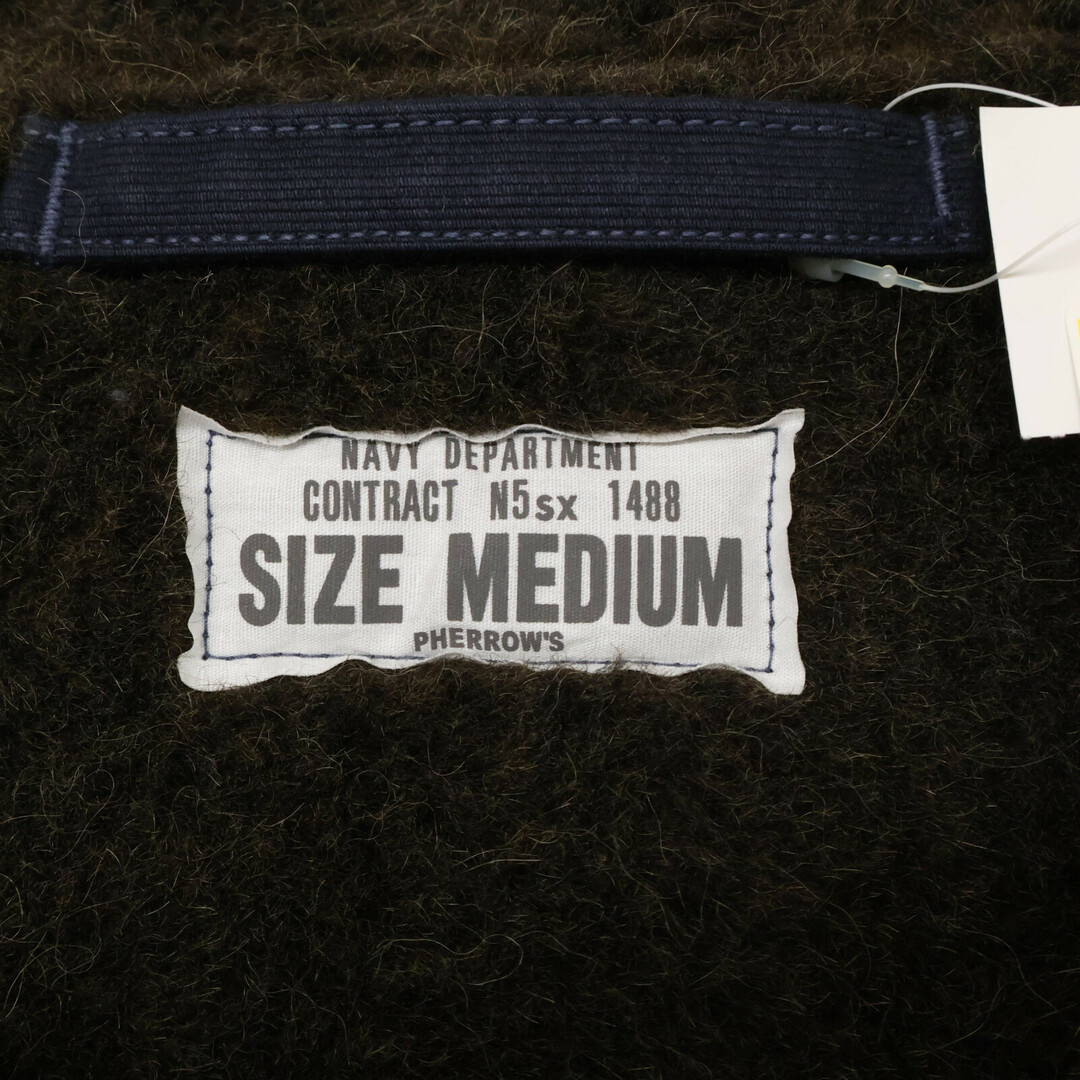 NAVY DEPARTMENT
CONTRACT N5sx 1488
SIZE MEDIUM
PHERROW'S